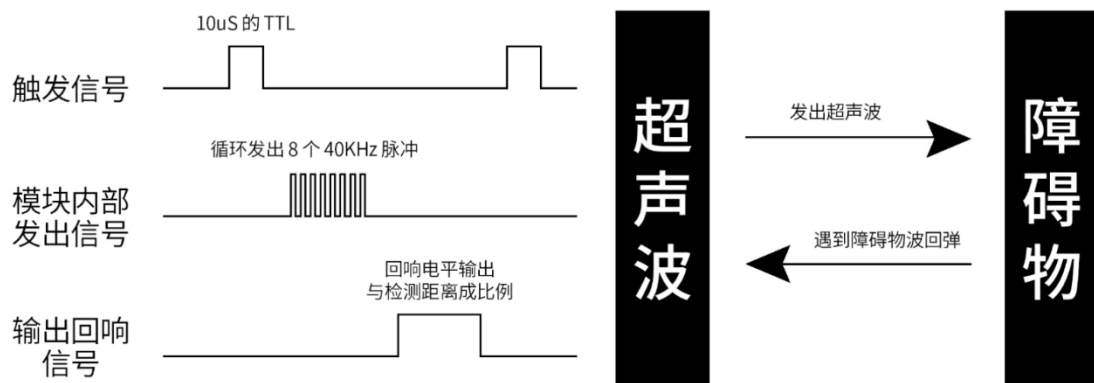 10uS 的 TTL
触发信号
循环发出 8 个 40KHz 脉冲
模块内部
发出信号
回响电平输出
与检测距离成比例
输出回响
信号
超声波
发出超声波
遇到障碍物波回弹
障碍物